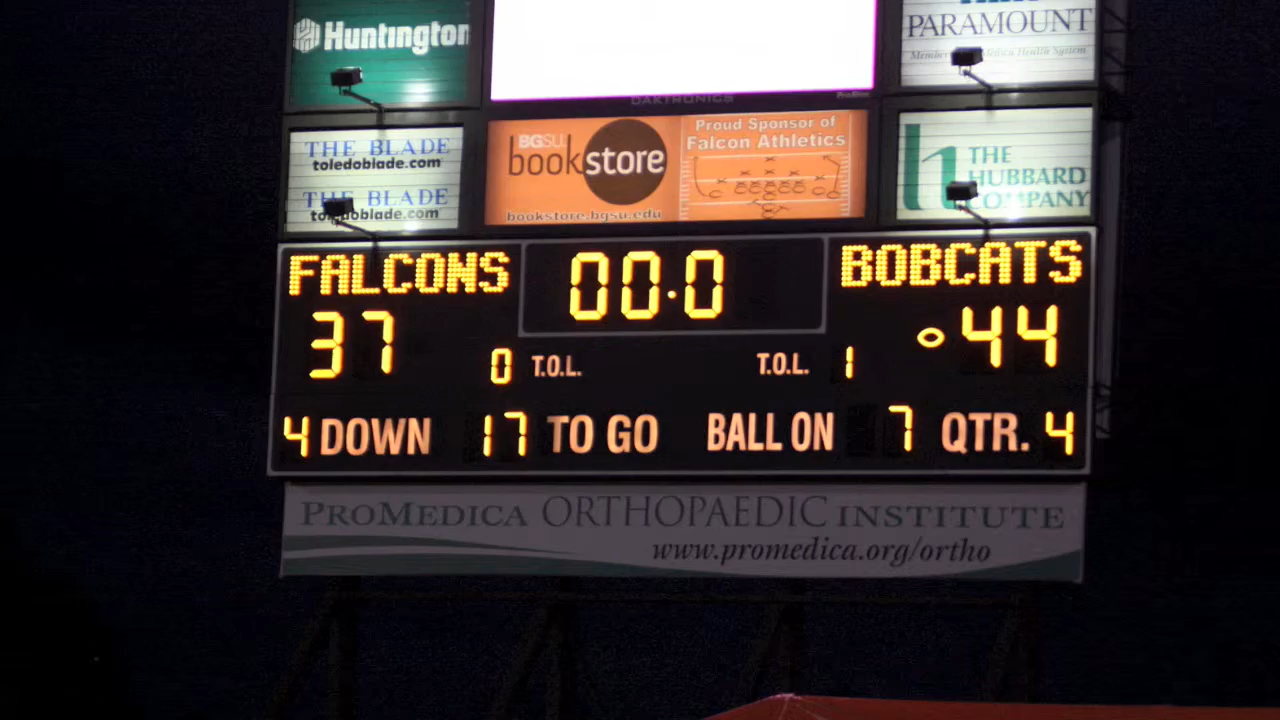 Huntington
PARAMOUNT
DAKTRONICS
THE BLADE
toledoblade.com
THE BLADE
toledoblade.com
BGSU
bookstore
bookstore.bgsu.edu
Proud Sponsor of
Falcon Athletics
h THE
HUBBARD
COMPANY
FALCONS 00.0 BOBCATS
37 44
0 T.O.L. T.O.L. 1
4 DOWN 17 TO GO BALL ON 7 QTR. 4
PROMEDICA ORTHOPAEDIC INSTITUTE
www.promedica.org/ortho